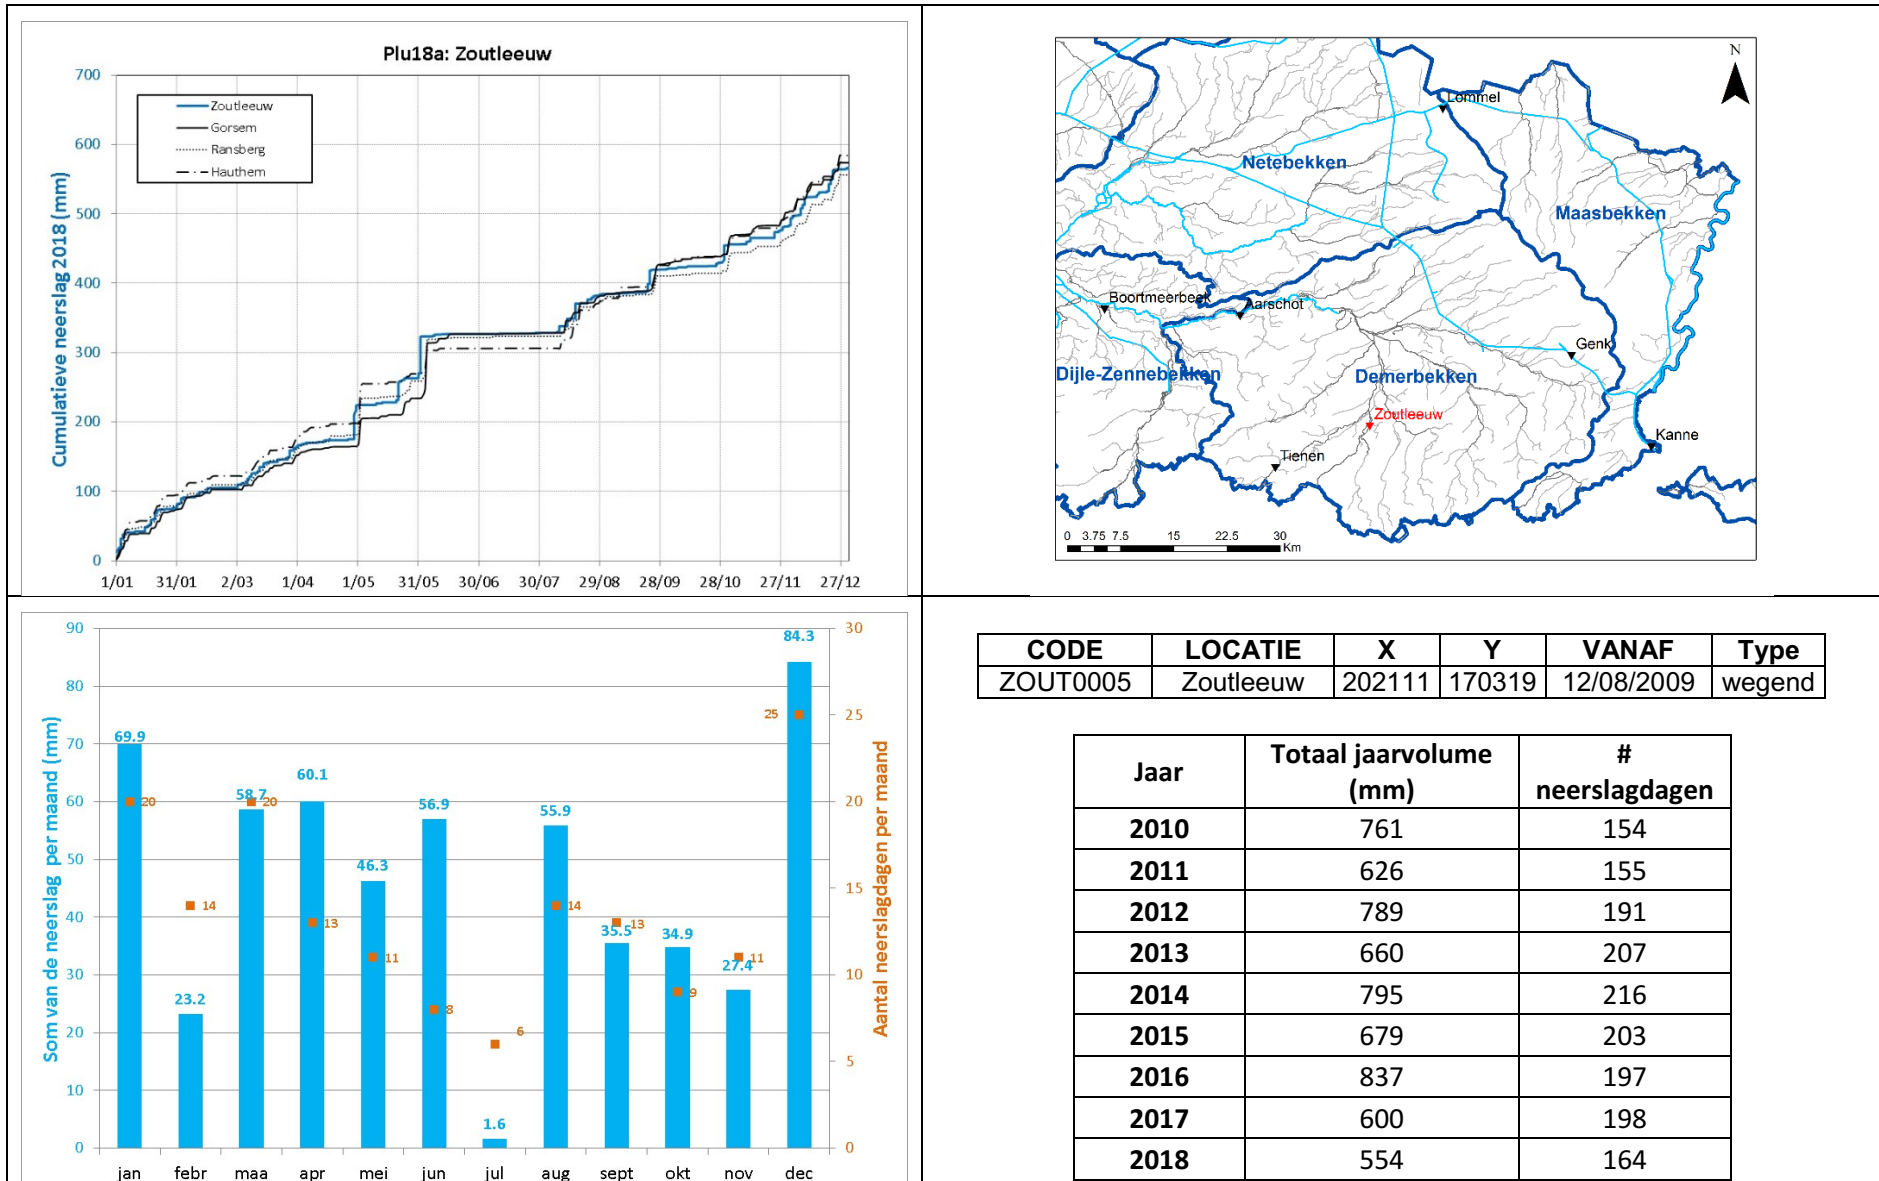 Plu18a: Zoutleeuw
Cumulatieve neerslag 2018 (mm)
700
600
500
400
300
200
100
0
Zoutleeuw
Gorsem
Ransberg
Hauthem
1/01 31/01 2/03 1/04 1/05 31/05 30/06 30/07 29/08 28/09 28/10 27/11 27/12
N
Lommel
Netebekken
Maasbekken
Boortmeerbeek
Aarschot
Genk
Dijle-Zennebekken
Demerbekken
Zoutleeuw
Kanne
Tienen
0 3.75 7.5 15 22.5 30
Km
Som van de neerslag per maand (mm)
90
80
70
60
50
40
30
20
10
0
69.9
23.2
58.7
60.1
46.3
56.9
1.6
55.9
35.5
34.9
27.4
84.3
20
14
20
13
11
8
6
14
13
9
11
25
30
25
20
15
10
5
0
Aantal neerslagdagen per maand
jan febr maa apr mei jun jul aug sept okt nov dec
CODE LOCATIE X Y VANAF Type
ZOUT0005 Zoutleeuw 202111 170319 12/08/2009 wegend
Jaar Totaal jaarvolume (mm) # neerslagdagen
2010 761 154
2011 626 155
2012 789 191
2013 660 207
2014 795 216
2015 679 203
2016 837 197
2017 600 198
2018 554 164